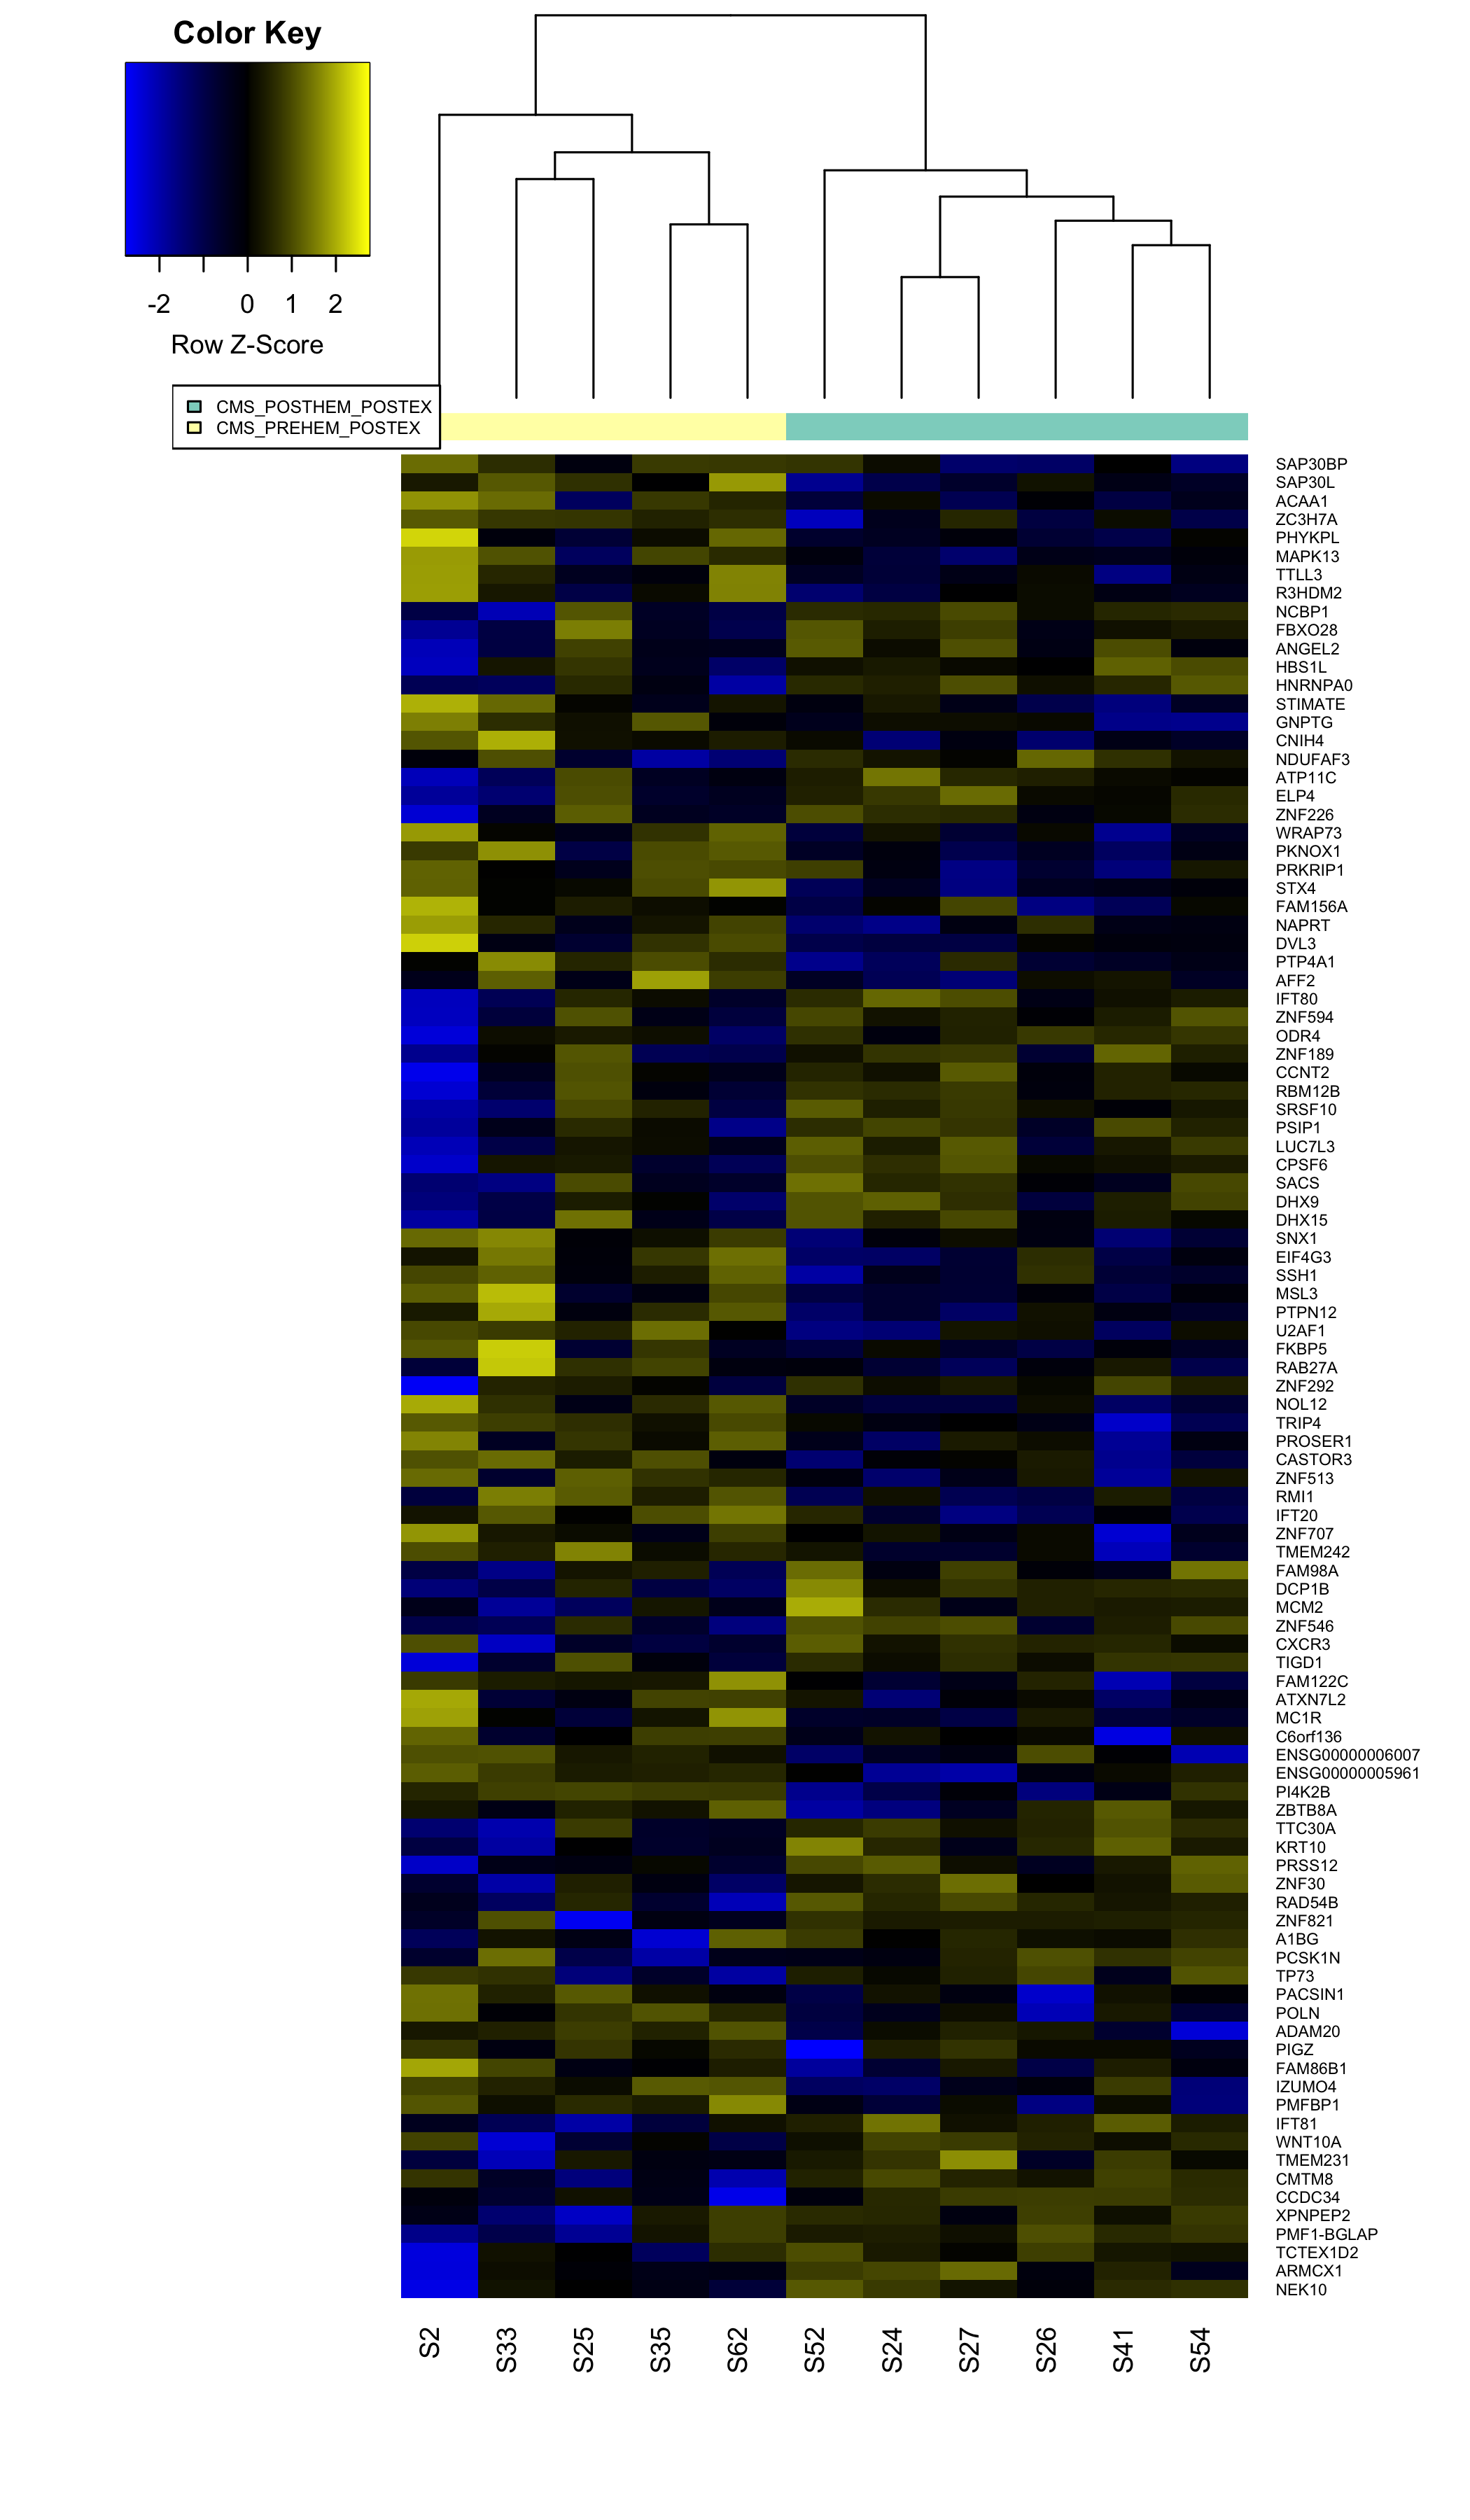 Color Key
-2 0 1 2
Row Z-Score
CMS_POSTHEM_POSTEX
CMS_PREHEM_POSTEX
SAP30BP
SAP30L
ACAA1
ZC3H7A
PHYKPL
MAPK13
TTLL3
R3HDM2
NCBP1
FBXO28
ANGEL2
HBS1L
HNRNPA0
STIMATE
GNPTG
CNIH4
NDUFAF3
ATP11C
ELP4
ZNF226
WRAP73
PKNOX1
PRKRIP1
STX4
FAM156A
NAPRT
DVL3
PTP4A1
AFF2
IFT80
ZNF594
ODR4
ZNF189
CCNT2
RBM12B
SRSF10
PSIP1
LUC7L3
CPSF6
SACS
DHX9
DHX15
SNX1
EIF4G3
SSH1
MSL3
PTPN12
U2AF1
FKBP5
RAB27A
ZNF292
NOL12
TRIP4
PROSER1
CASTOR3
ZNF513
RMI1
IFT20
ZNF707
TMEM242
FAM98A
DCP1B
MCM2
ZNF546
CXCR3
TIGD1
FAM122C
ATXN7L2
MC1R
C6orf136
ENSG00000006007
ENSG00000005961
PI4K2B
ZBTB8A
TTC30A
KRT10
PRSS12
ZNF30
RAD54B
ZNF821
A1BG
PCSK1N
TP73
PACSIN1
POLN
ADAM20
PIGZ
FAM86B1
IZUMO4
PMFBP1
IFT81
WNT10A
TMEM231
CMTM8
CCDC34
XPNPEP2
PMF1-BGLAP
TCTEX1D2
ARMCX1
NEK10
S2 S33 S25 S35 S62 S52 S24 S27 S26 S41 S54